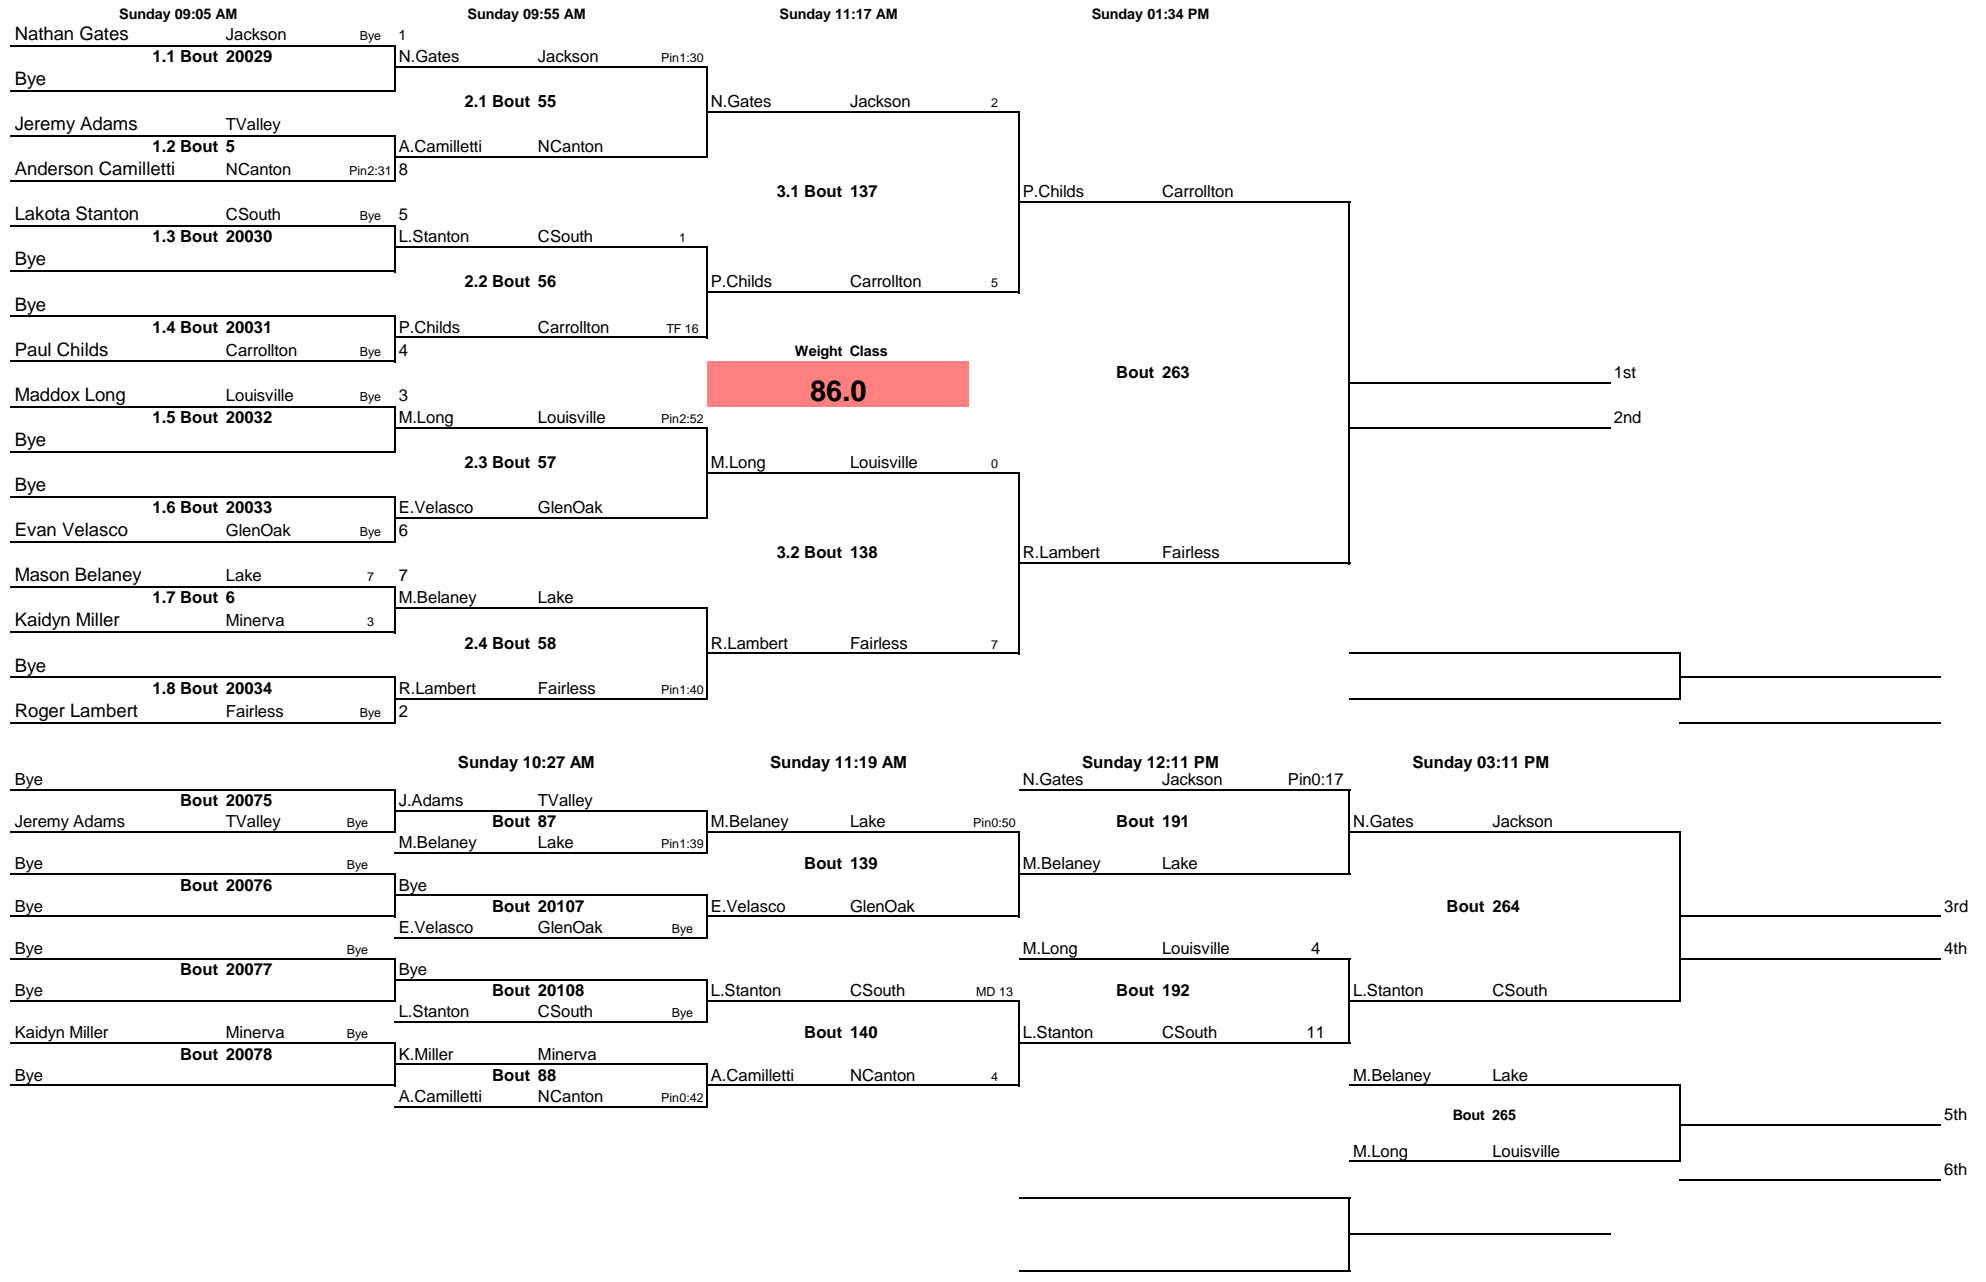 Sunday 09:05 AM Sunday 09:55 AM Sunday 11:17 AM Sunday 01:34 PM
Nathan Gates Jackson Bye 1
1.1 Bout 20029 N.Gates Jackson Pin1:30
Bye
2.1 Bout 55 N.Gates Jackson 2
Jeremy Adams TValley
1.2 Bout 5 A.Camilletti NCanton
Anderson Camilletti NCanton Pin2:31 8
3.1 Bout 137 P.Childs Carrollton
Lakota Stanton CSouth Bye 5
1.3 Bout 20030 L.Stanton CSouth 1
Bye
2.2 Bout 56 P.Childs Carrollton 5
Bye
1.4 Bout 20031 P.Childs Carrollton TF 16
Paul Childs Carrollton Bye 4 Weight Class
Bout 263 1st
86.0
Maddox Long Louisville Bye 3
1.5 Bout 20032 M.Long Louisville Pin2:52 2nd
Bye
2.3 Bout 57 M.Long Louisville 0
Bye
1.6 Bout 20033 E.Velasco GlenOak
Evan Velasco GlenOak Bye 6
3.2 Bout 138 R.Lambert Fairless
Mason Belaney Lake 7 7
1.7 Bout 6 M.Belaney Lake
Kaidyn Miller Minerva 3
2.4 Bout 58 R.Lambert Fairless 7
Bye
1.8 Bout 20034 R.Lambert Fairless Pin1:40
Roger Lambert Fairless Bye 2
Sunday 10:27 AM Sunday 11:19 AM Sunday 12:11 PM Sunday 03:11 PM
Bye N.Gates Jackson Pin0:17
Bout 20075 J.Adams TValley
Jeremy Adams TValley Bye Bout 87 M.Belaney Lake Pin0:50 Bout 191 N.Gates Jackson
M.Belaney Lake Pin1:39
Bye Bye Bout 139 M.Belaney Lake
Bout 20076 Bye
Bye Bout 20107 E.Velasco GlenOak Bout 264 3rd
E.Velasco GlenOak Bye
Bye Bye M.Long Louisville 4 4th
Bout 20077 Bye
Bye Bout 20108 L.Stanton CSouth MD 13 Bout 192 L.Stanton CSouth
L.Stanton CSouth Bye
Kaidyn Miller Minerva Bye Bout 140 L.Stanton CSouth 11
Bout 20078 K.Miller Minerva
Bye Bout 88 A.Camilletti NCanton 4 M.Belaney Lake
A.Camilletti NCanton Pin0:42
Bout 265 5th
M.Long Louisville
6th